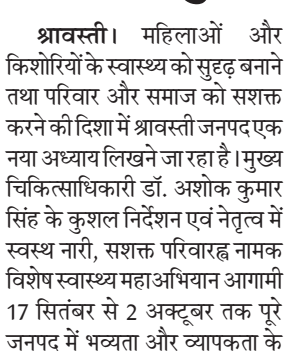 श्रावस्ती। महिलाओं और
किशोरियों के स्वास्थ्य को सुदृढ़ बनाने
तथा परिवार और समाज को सशक्त
करने की दिशा में श्रावस्ती जनपद एक
नया अध्याय लिखने जा रहा है। मुख्य
चिकित्साधिकारी डॉ. अशोक कुमार
सिंह के कुशल निर्देशन एवं नेतृत्व में
स्वस्थ नारी, सशक्त परिवारह्व नामक
विशेष स्वास्थ्य महाअभियान आगामी
17 सितंबर से 2 अक्टूबर तक पूरे
जनपद में भव्यता और व्यापकता के